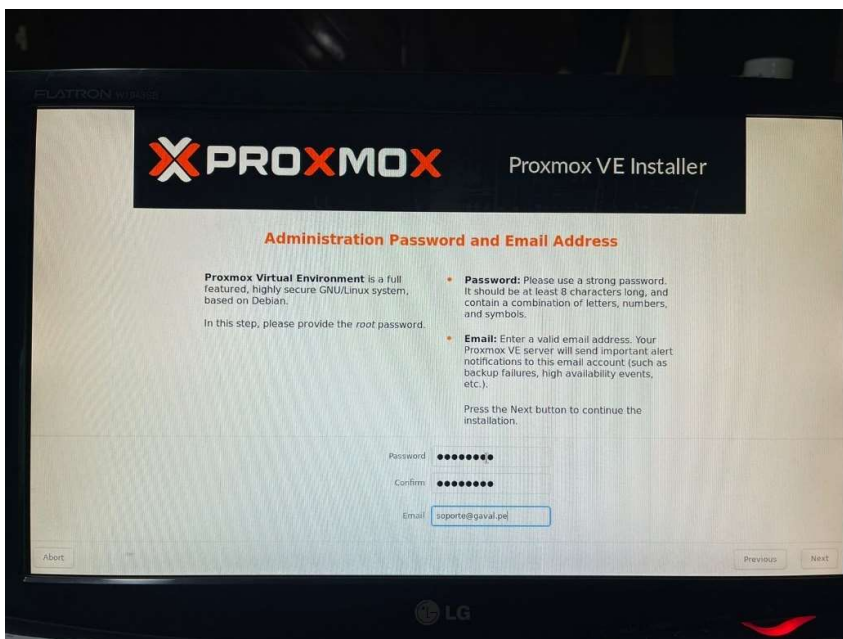 FLATRON
PROXMOX
Proxmox VE Installer
Administration Password and Email Address
Proxmox Virtual Environment is a full
featured, highly secure GNU/Linux system,
based on Debian.
In this step, please provide the root password.
• Password: Please use a strong password.
It should be at least 8 characters long, and
contain a combination of letters, numbers,
and symbols.
• Email: Enter a valid email address. Your
Proxmox VE server will send important alert
notifications to this email account (such as
backup failures, high availability events,
etc.).
Press the Next button to continue the
installation.
Password ●●●●●●●●
Confirm ●●●●●●●●
Email soporte@gaval.pe
Abort
Previous
Next
LG